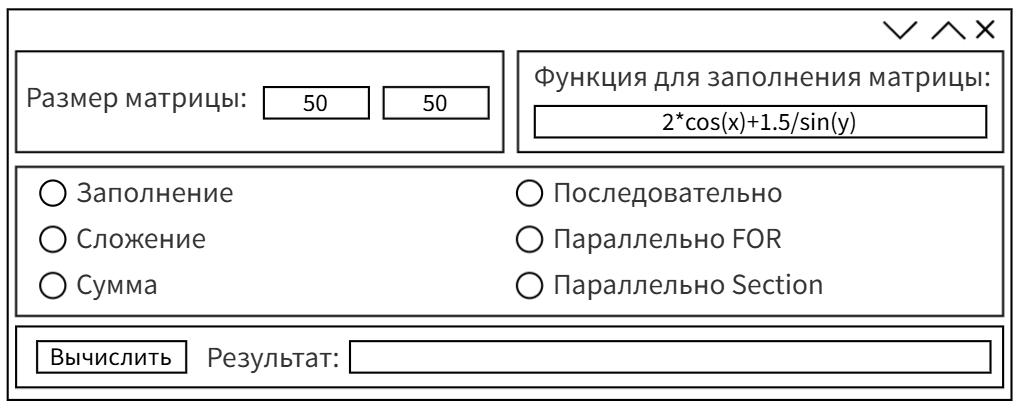 Размер матрицы: 50 50
Функция для заполнения матрицы:
2*cos(x)+1.5/sin(y)
Заполнение
Сложение
Сумма
Последовательно
Параллельно FOR
Параллельно Section
Вычислить Результат: